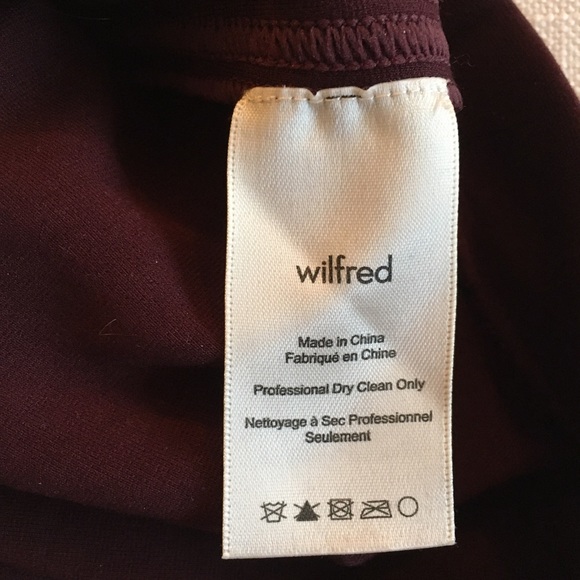 wilfred
Made in China
Fabriqué en Chine
Professional Dry Clean Only
Nettoyage à Sec Professionnel
Seulement